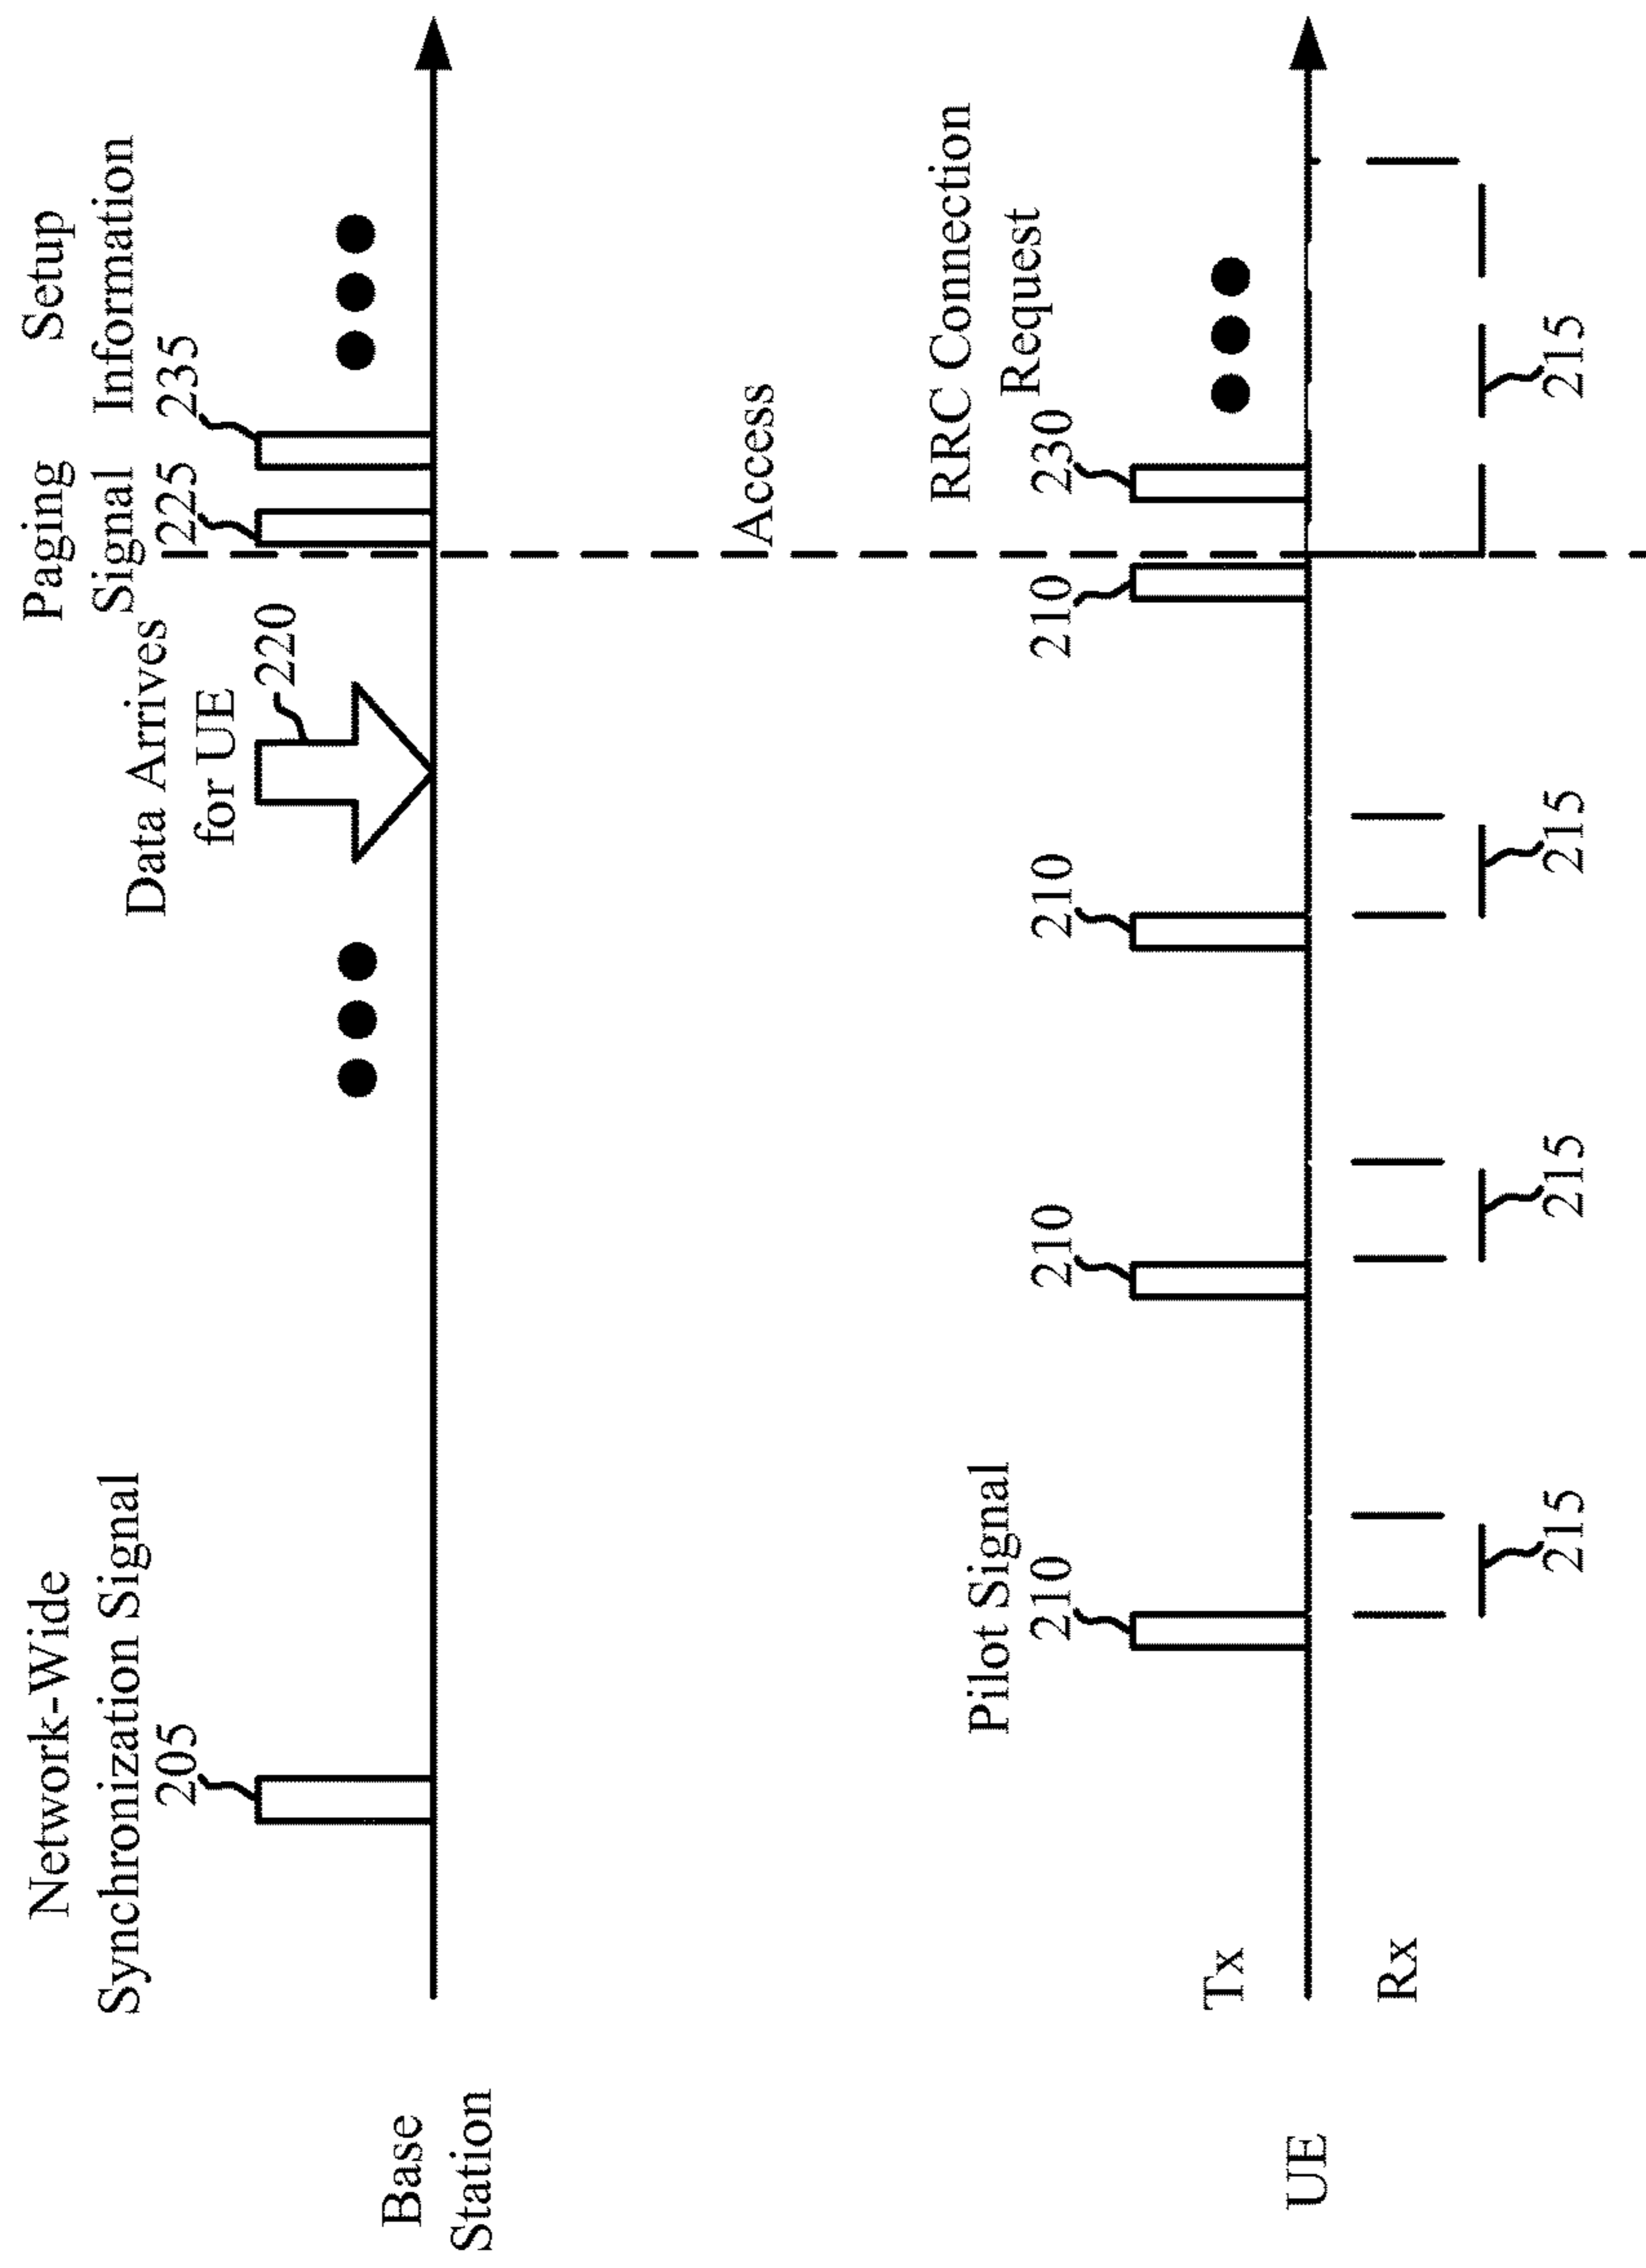 Network-Wide
Synchronization Signal
205
Data Arrives
for UE
220
Paging
Signal
225
Setup
Information
235
Base
Station
Access
Pilot Signal
210
210
210
210
RRC Connection
Request
230
Tx
UE
Rx
215
215
215
215